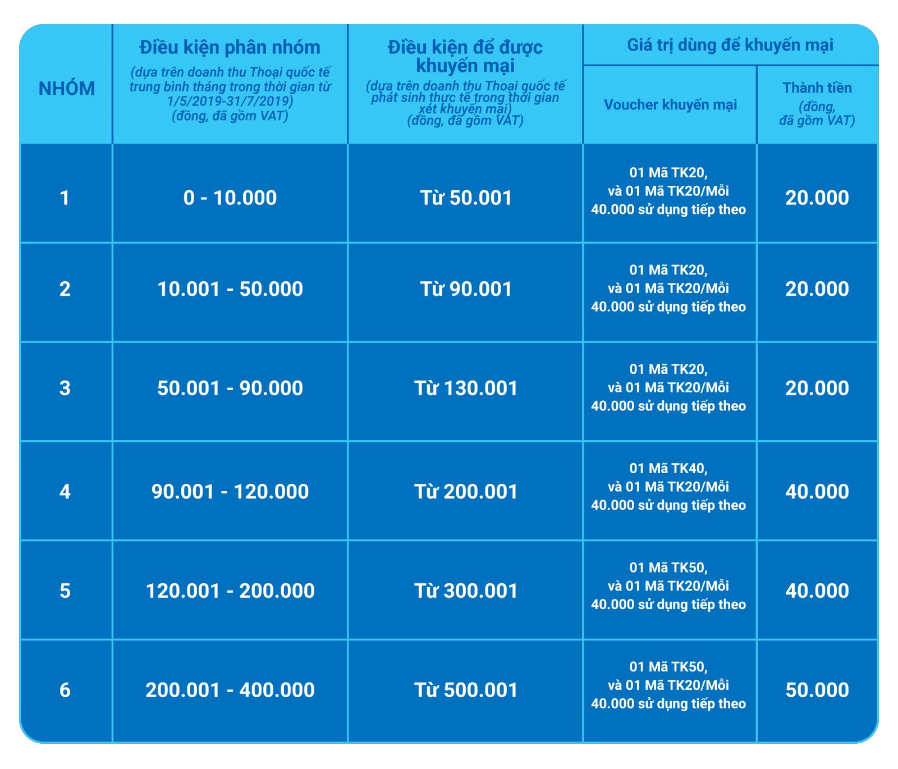 NHÓM
Điều kiện phân nhóm
(dựa trên doanh thu Thoại quốc tế
trung bình tháng trong thời gian từ
1/5/2019-31/7/2019)
(đồng, đã gồm VAT)
Điều kiện để được
khuyến mại
(dựa trên doanh thu Thoại quốc tế
phát sinh thực tế trong thời gian
xét khuyến mại)
(đồng, đã gồm VAT)
Giá trị dùng để khuyến mại
Voucher khuyến mại
Thành tiền
(đồng,
đã gồm VAT)
1
0 - 10.000
Từ 50.001
01 Mã TK20,
và 01 Mã TK20/Mỗi
40.000 sử dụng tiếp theo
20.000
2
10.001 - 50.000
Từ 90.001
01 Mã TK20,
và 01 Mã TK20/Mỗi
40.000 sử dụng tiếp theo
20.000
3
50.001 - 90.000
Từ 130.001
01 Mã TK20,
và 01 Mã TK20/Mỗi
40.000 sử dụng tiếp theo
20.000
4
90.001 - 120.000
Từ 200.001
01 Mã TK40,
và 01 Mã TK20/Mỗi
40.000 sử dụng tiếp theo
40.000
5
120.001 - 200.000
Từ 300.001
01 Mã TK50,
và 01 Mã TK20/Mỗi
40.000 sử dụng tiếp theo
40.000
6
200.001 - 400.000
Từ 500.001
01 Mã TK50,
và 01 Mã TK20/Mỗi
40.000 sử dụng tiếp theo
50.000